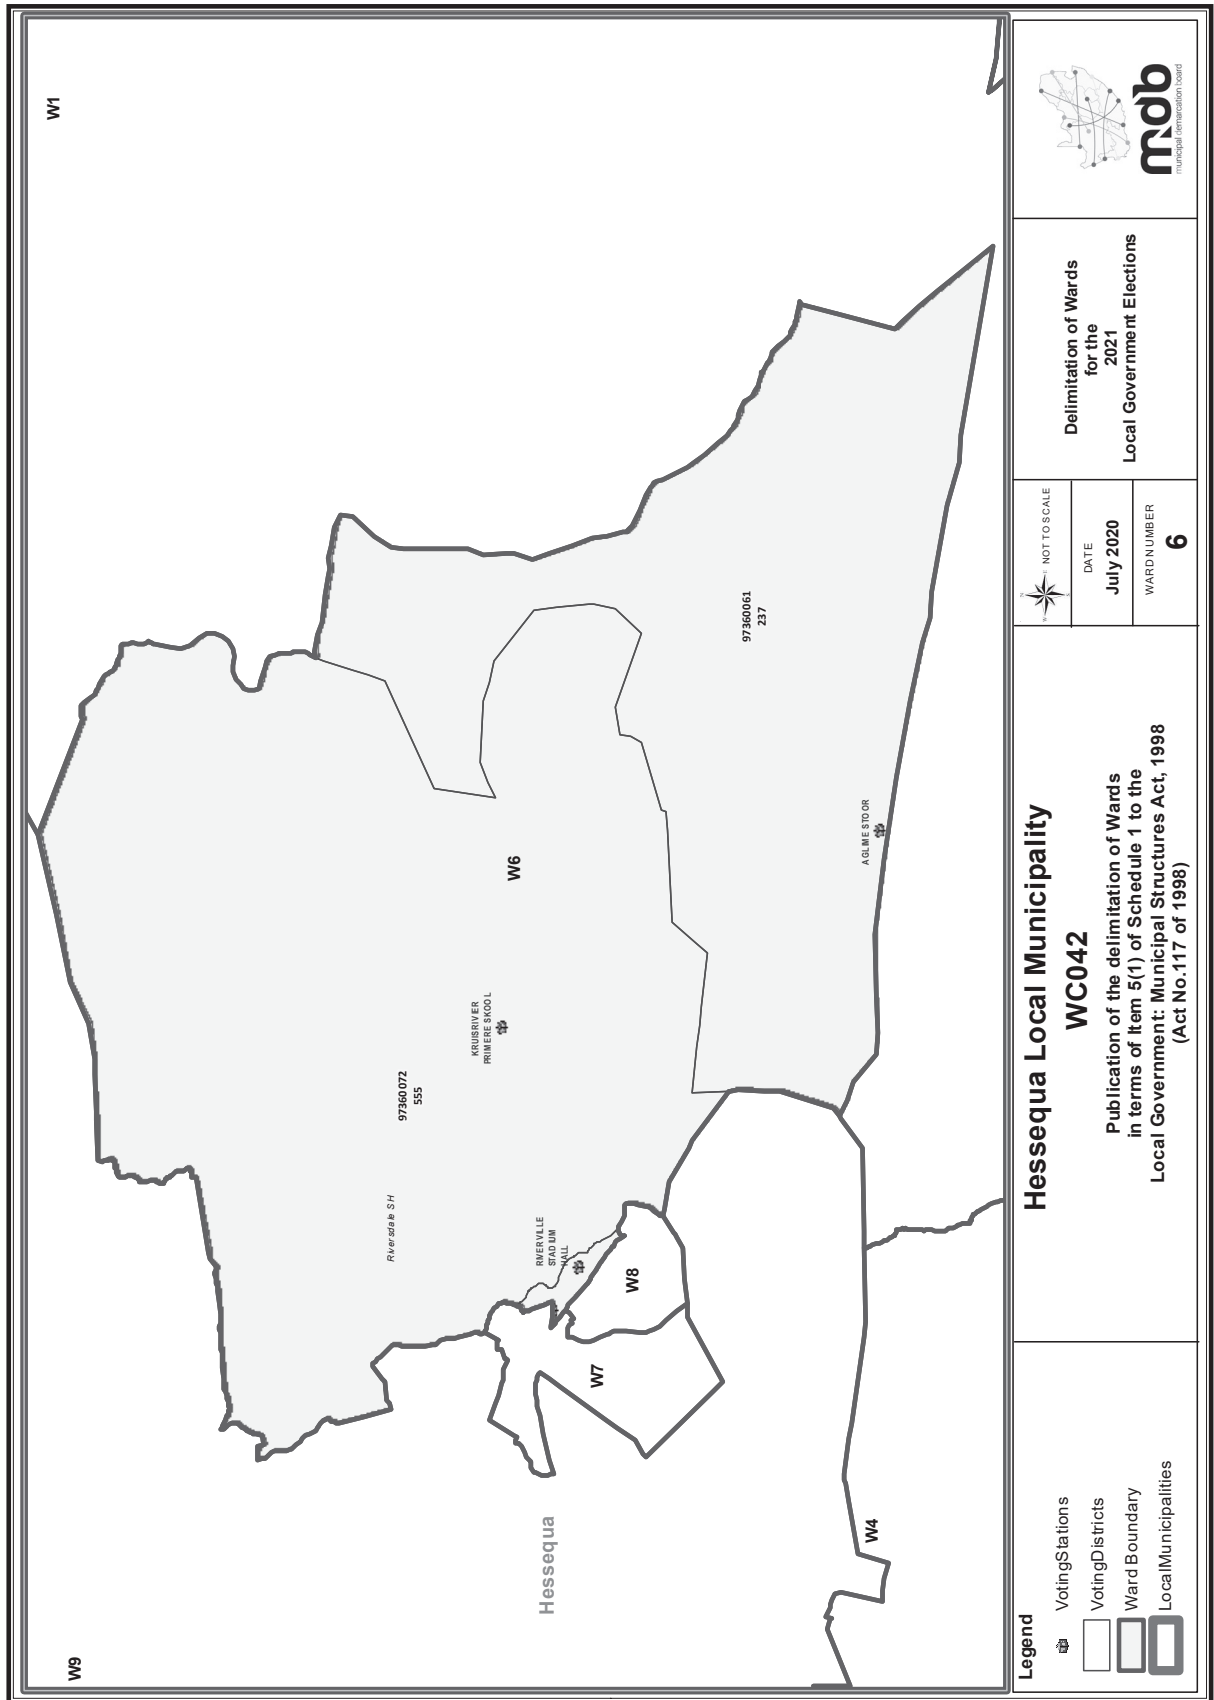 W9
W1
Hessequa
W7
W8
W4
W6
Riversdale SH
97360072
555
KRUISRIVIER
PRIMERE SKOOL
RIVERVILLE
STADIUM
HALL
97360061
237
AGLIME STOOR
Legend
VotingStations
VotingDistricts
Ward Boundary
LocalMunicipalities
Hessequa Local Municipality
WC042
Publication of the delimitation of Wards
in terms of Item 5(1) of Schedule 1 to the
Local Government: Municipal Structures Act, 1998
(Act No.117 of 1998)
N
W
E
S
NOT TO SCALE
DATE
July 2020
WARD NUMBER
6
Delimitation of Wards
for the
2021
Local Government Elections
mdb
municipal demarcation board